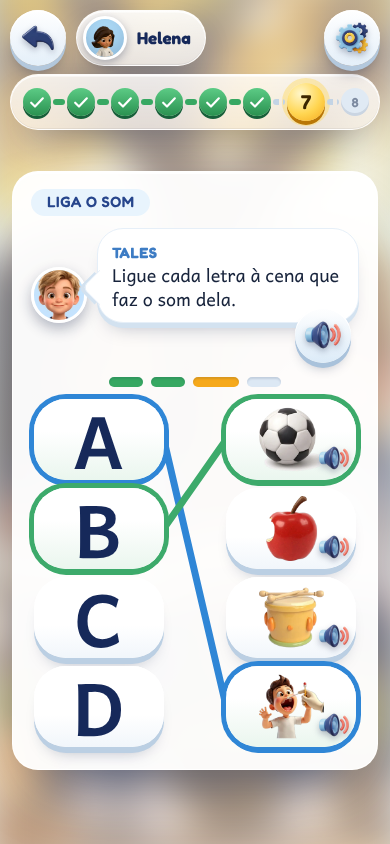 Helena
7
8
LIGA O SOM
TALES
Ligue cada letra à cena que
faz o som dela.
A
B
C
D